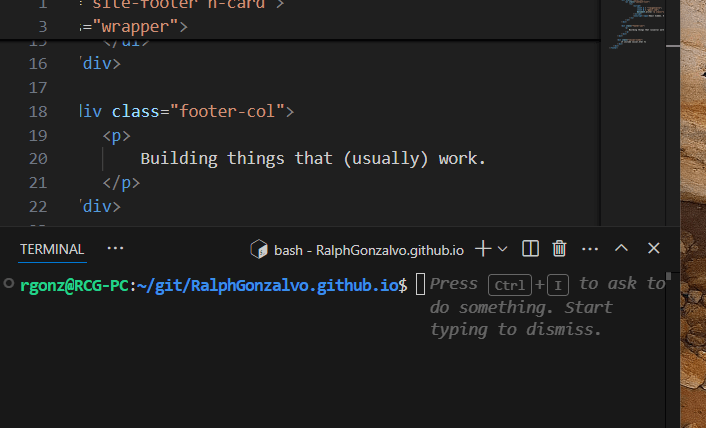 1 "site-footer h-card">
3 s="wrapper">
15 </ul>
16 /div>
17
18 div class="footer-col">
19 <p>
20 Building things that (usually) work.
21 </p>
22 /div>
TERMINAL ··· bash - RalphGonzalvo.github.io
rgonz@RCG-PC:~/git/RalphGonzalvo.github.io$ Press Ctrl+I to ask to
do something. Start
typing to dismiss.